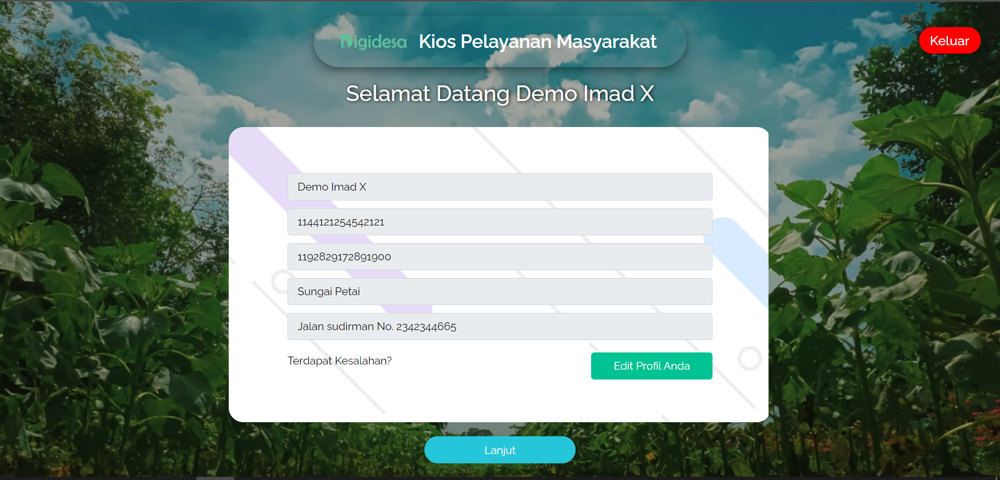 Digidesa Kios Pelayanan Masyarakat
Keluar
Selamat Datang Demo Imad X
Demo Imad X
1144121254542121
1192829172891900
Sungai Petai
Jalan sudirman No. 2342344665
Terdapat Kesalahan?
Edit Profil Anda
Lanjut